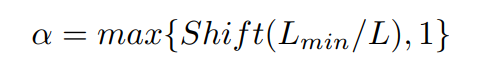 α = max{Shift(L_min/L), 1}